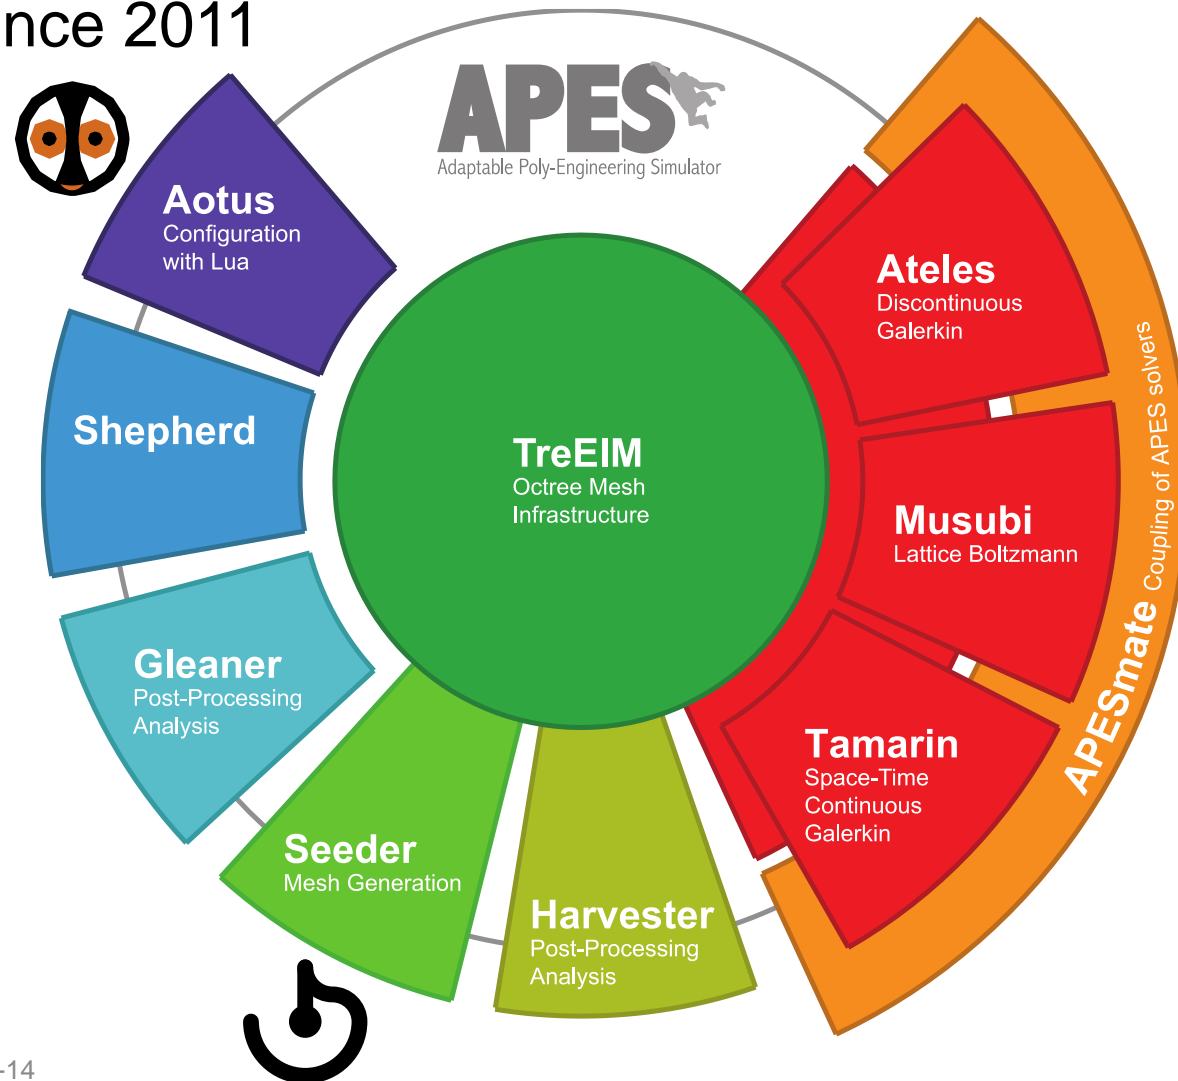 nce 2011
APES
Adaptable Poly-Engineering Simulator
Aotus
Configuration
with Lua
Shepherd
Gleaner
Post-Processing
Analysis
Seeder
Mesh Generation
Harvester
Post-Processing
Analysis
TreElM
Octree Mesh
Infrastructure
Ateles
Discontinuous
Galerkin
Musubi
Lattice Boltzmann
Tamarin
Space-Time
Continuous
Galerkin
APESmate Coupling of APES solvers
-14